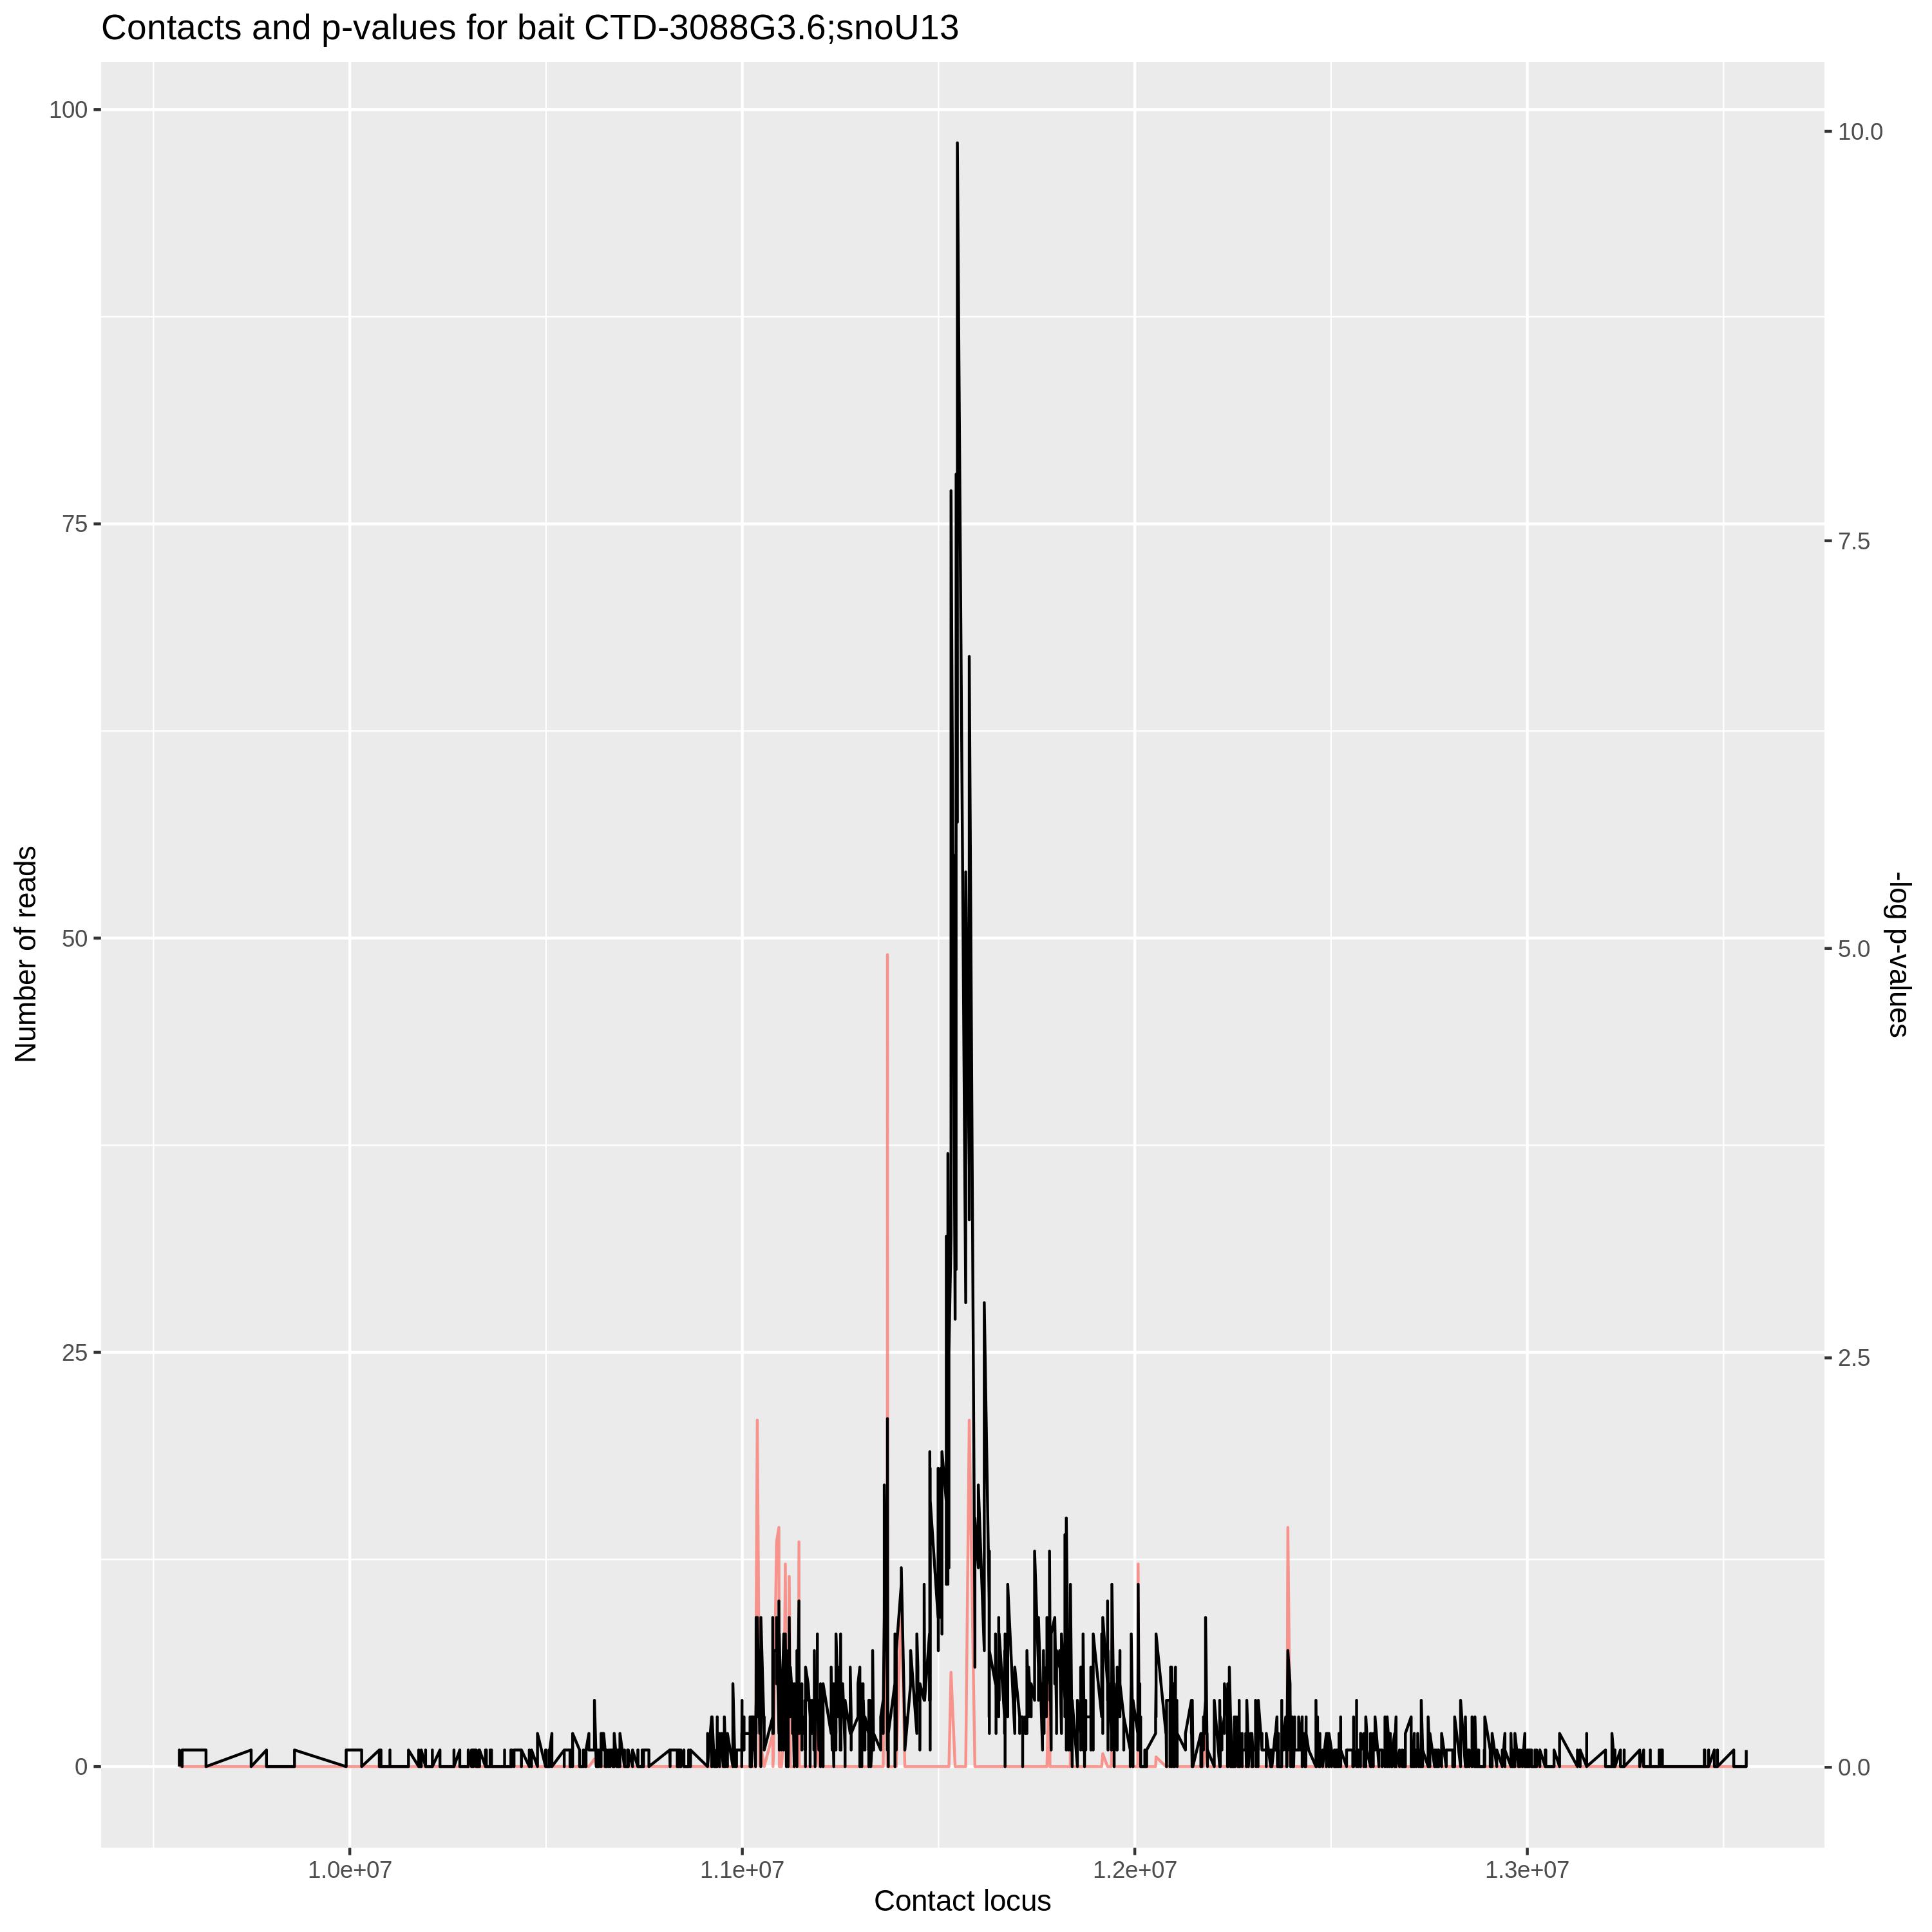 Contacts and p-values for bait CTD-3088G3.6;snoU13
100
75
50
25
0
Number of reads
10.0
7.5
5.0
2.5
0.0
-log p-values
1.0e+07 1.1e+07 1.2e+07 1.3e+07
Contact locus